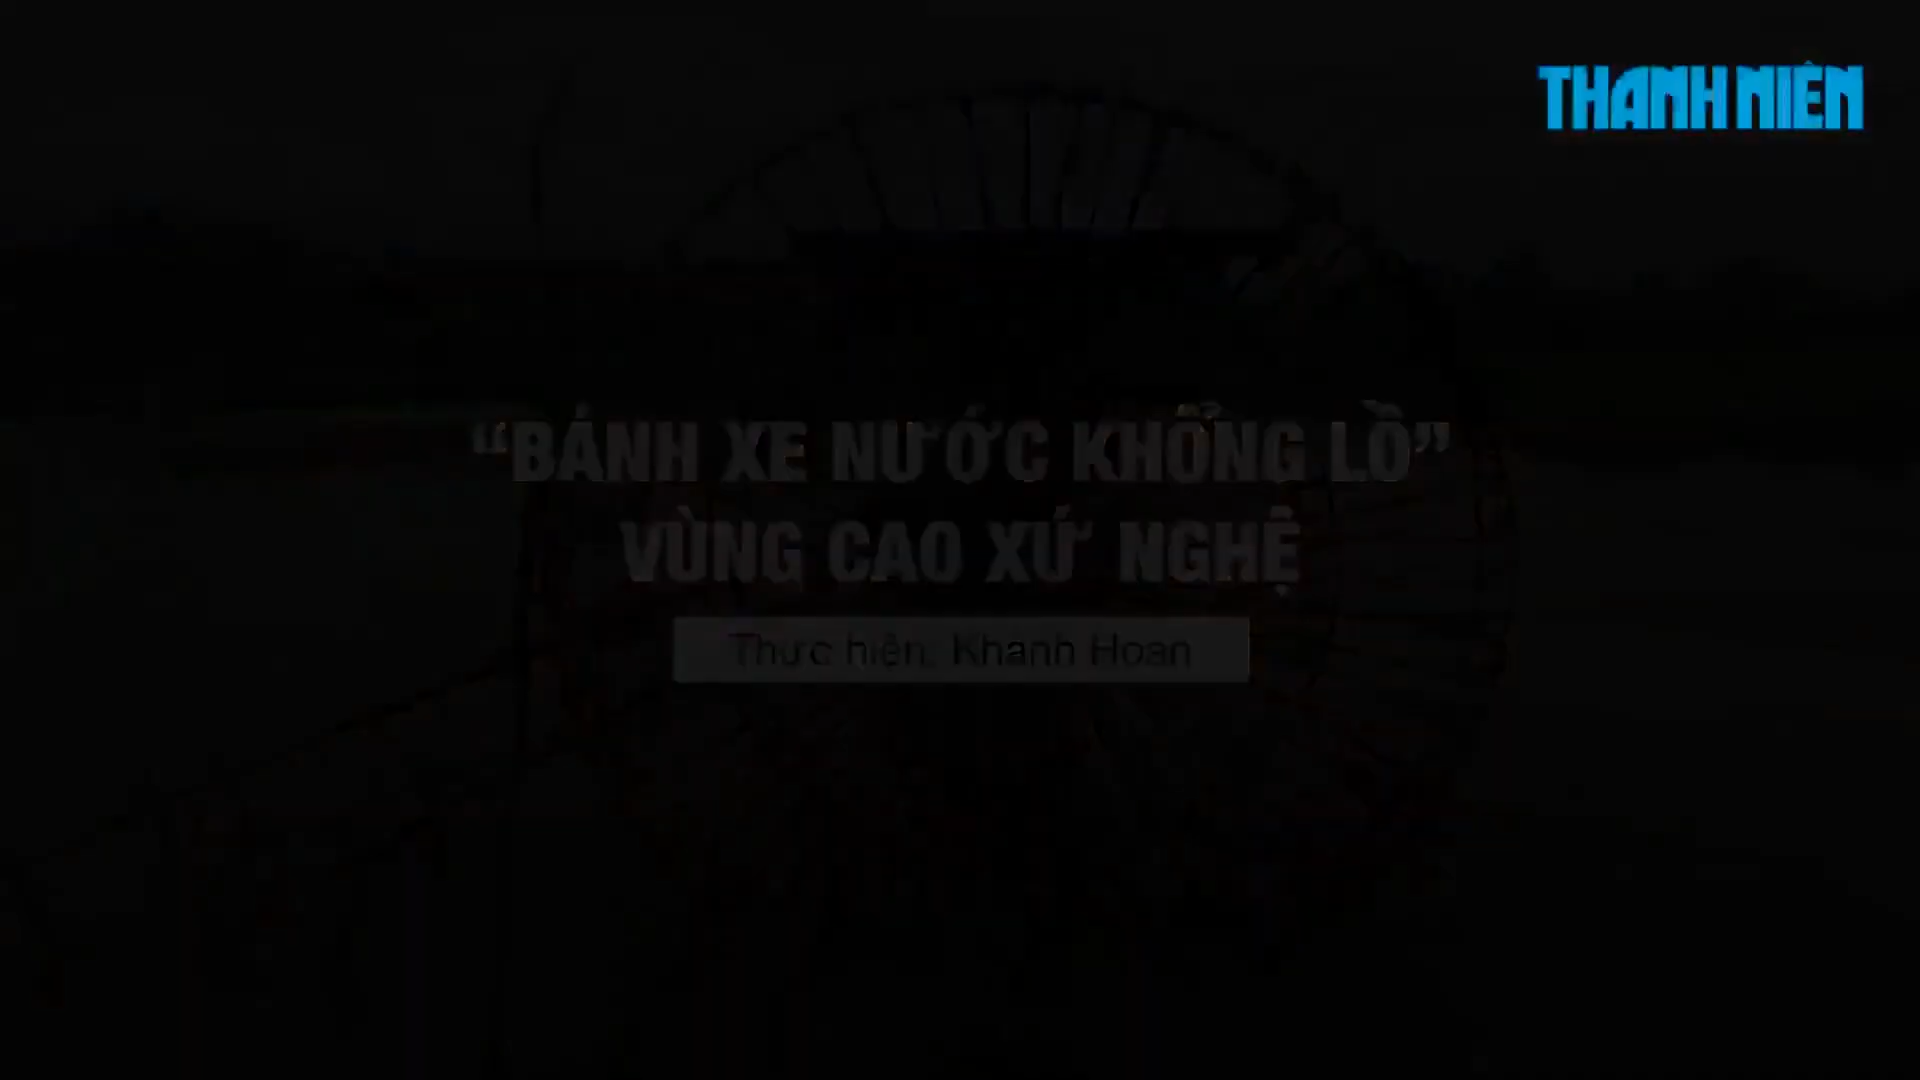 THANH NIÊN
“BÁNH XE NƯỚC KHỔNG LỒ”
VÙNG CAO XỨ NGHỆ
Thực hiện: Khánh Hoan